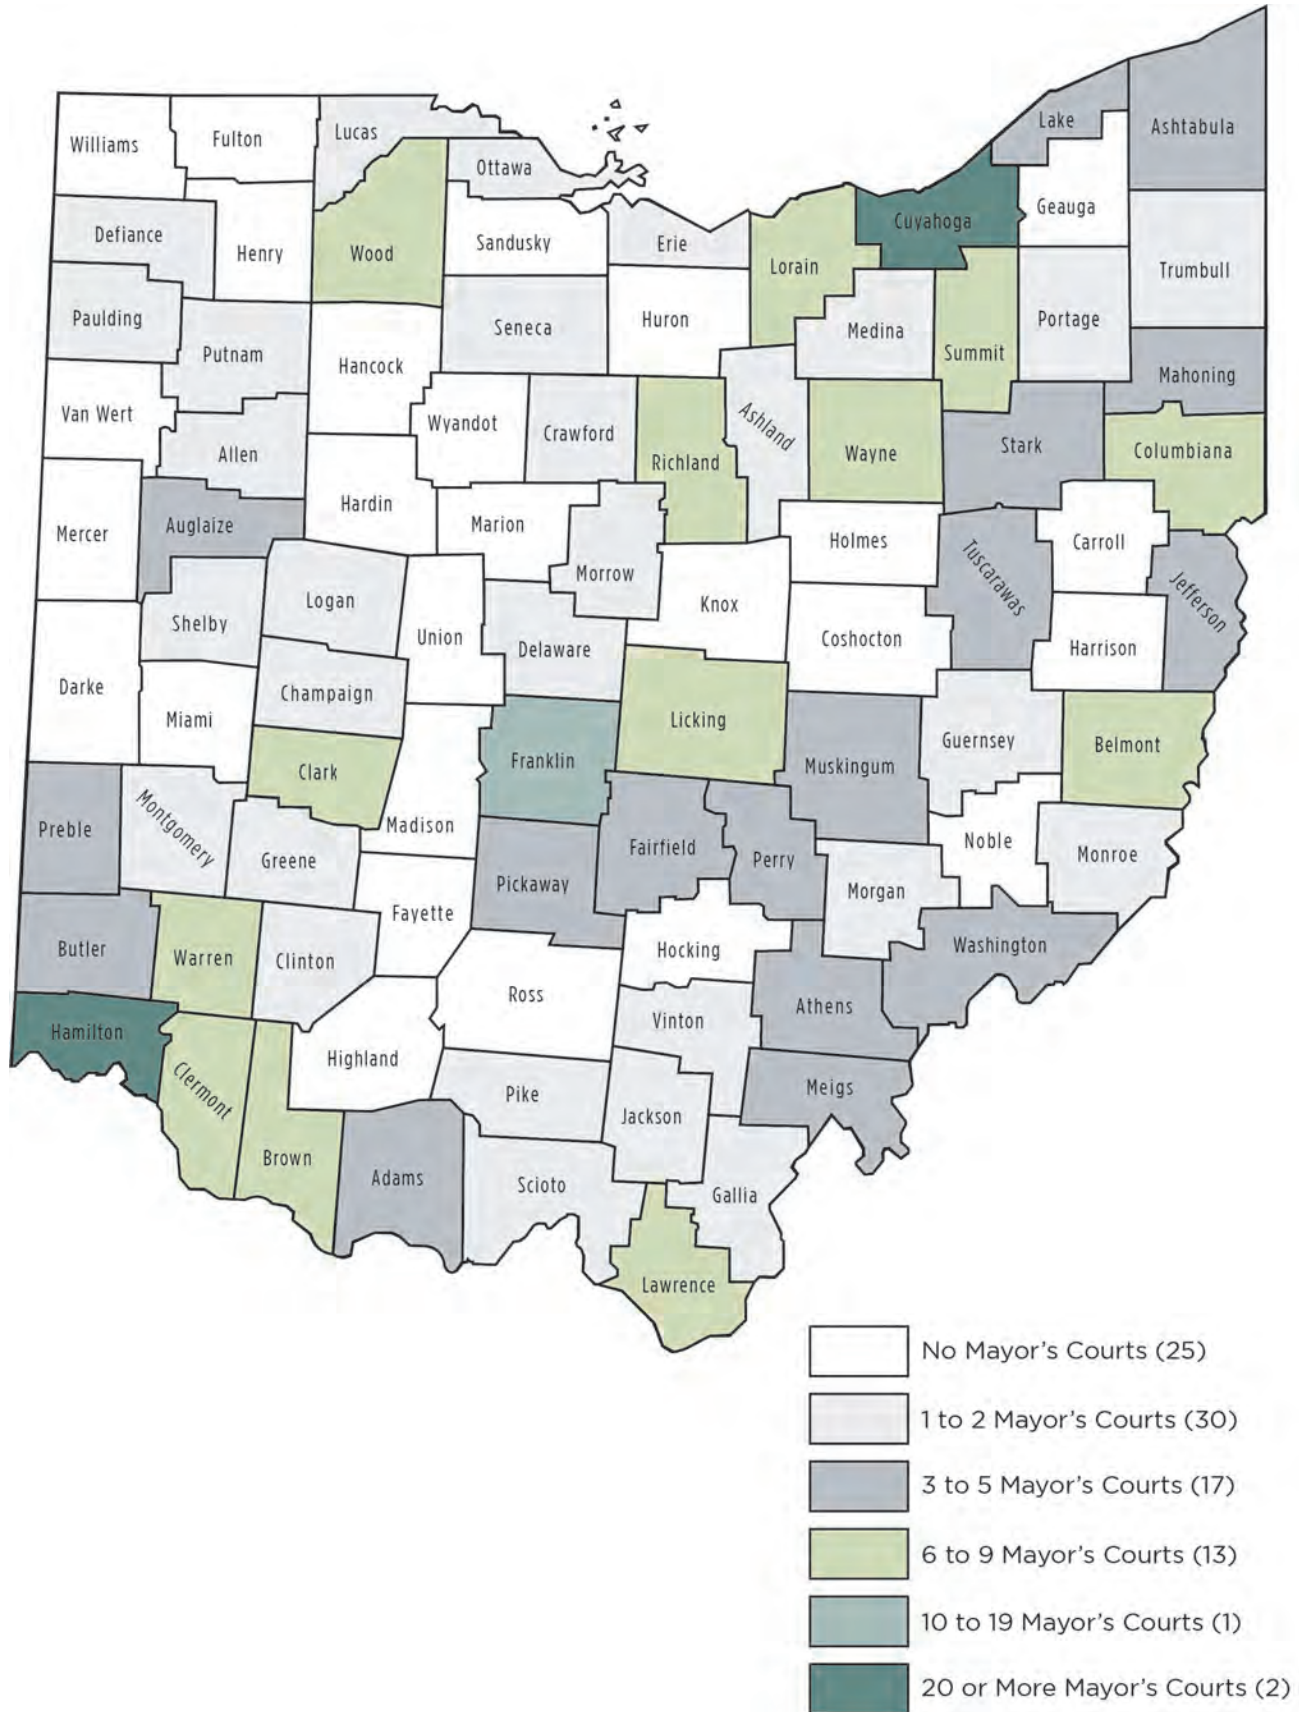 Lake
Ashtabula
Williams
Fulton
Lucas
Ottawa
Geauga
Cuyahoga
Defiance
Henry
Wood
Sandusky
Erie
Lorain
Trumbull
Paulding
Putnam
Seneca
Huron
Medina
Summit
Portage
Hancock
Mahoning
Van Wert
Allen
Wyandot
Crawford
Richland
Ashland
Wayne
Stark
Columbiana
Mercer
Auglaize
Hardin
Marion
Morrow
Holmes
Tuscarawas
Carroll
Jefferson
Shelby
Logan
Union
Delaware
Knox
Coshocton
Harrison
Darke
Miami
Champaign
Clark
Franklin
Licking
Muskingum
Guernsey
Belmont
Preble
Montgomery
Greene
Madison
Pickaway
Fairfield
Perry
Morgan
Noble
Monroe
Butler
Warren
Clinton
Fayette
Ross
Hocking
Athens
Washington
Hamilton
Clermont
Brown
Highland
Pike
Vinton
Jackson
Meigs
Adams
Scioto
Gallia
Lawrence
No Mayor's Courts (25)
1 to 2 Mayor's Courts (30)
3 to 5 Mayor's Courts (17)
6 to 9 Mayor's Courts (13)
10 to 19 Mayor's Courts (1)
20 or More Mayor's Courts (2)